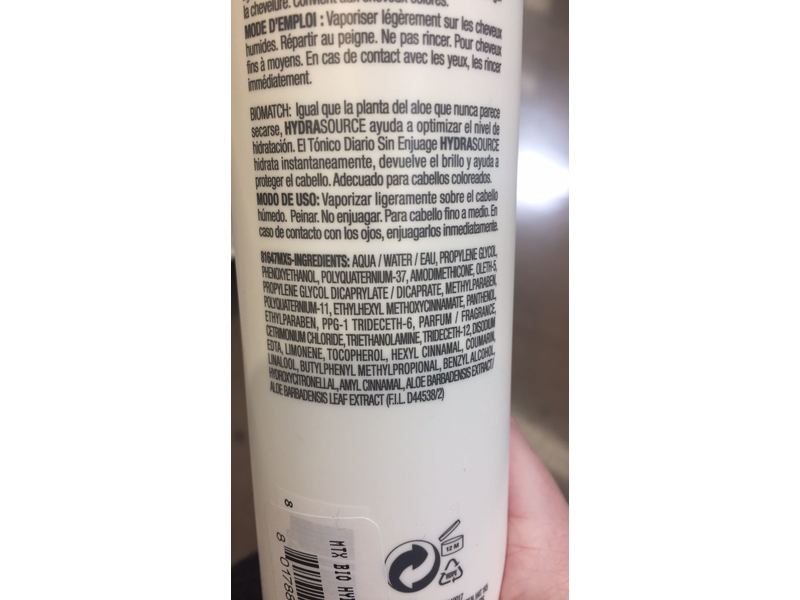 la chevelure. Convient aux cheveux colorés.
MODE D'EMPLOI : Vaporiser légèrement sur les cheveux
humides. Répartir au peigne. Ne pas rincer. Pour cheveux
fins à moyens. En cas de contact avec les yeux, les rincer
immédiatement.
BIOMATCH: Igual que la planta del aloe que nunca parece
secarse, HYDRASOURCE ayuda a optimizar el nivel de
hidratación. El Tónico Diario Sin Enjuage HYDRASOURCE
hidrata instantaneamente, devuelve el brillo y ayuda a
proteger el cabello. Adecuado para cabellos coloreados.
MODO DE USO: Vaporizar ligeramente sobre el cabello
húmedo. Peinar. No enjuagar. Para cabello fino a medio. En
caso de contacto con los ojos, enjuagarlos inmediatamente.
81647MX5-INGREDIENTS: AQUA / WATER / EAU, PROPYLENE GLYCOL,
PHENOXYETHANOL, POLYQUATERNIUM-37, AMODIMETHICONE, OLETH-5,
PROPYLENE GLYCOL DICAPRYLATE / DICAPRATE, METHYLPARABEN,
POLYQUATERNIUM-11, ETHYLHEXYL METHOXYCINNAMATE, PANTHENOL,
ETHYLPARABEN, PPG-1 TRIDECETH-6, PARFUM / FRAGRANCE,
CETRIMONIUM CHLORIDE, TRIETHANOLAMINE, TRIDECETH-12, DISODIUM
EDTA, LIMONENE, TOCOPHEROL, HEXYL CINNAMAL, COUMARIN,
LINALOOL, BUTYLPHENYL METHYLPROPIONAL, BENZYL ALCOHOL,
HYDROXYCITRONELLAL, AMYL CINNAMAL, ALOE BARBADENSIS EXTRACT /
ALOE BARBADENSIS LEAF EXTRACT (F.I.L. D44538/2)
12 M
MTX BIO HY
8
8 01788